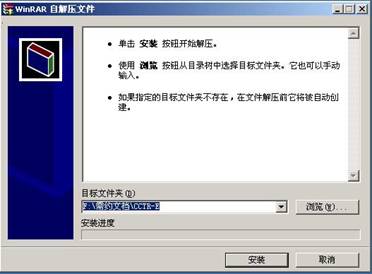 WinRAR 自解压文件
• 单击 安装 按钮开始解压。
• 使用 浏览 按钮从目录树中选择目标文件夹。它也可以手动
输入。
• 如果指定的目标文件夹不存在，在文件解压前它将被自动创
建。
目标文件夹(D)
的文档\CCTR-E
浏览(W)...
安装进度
安装
取消